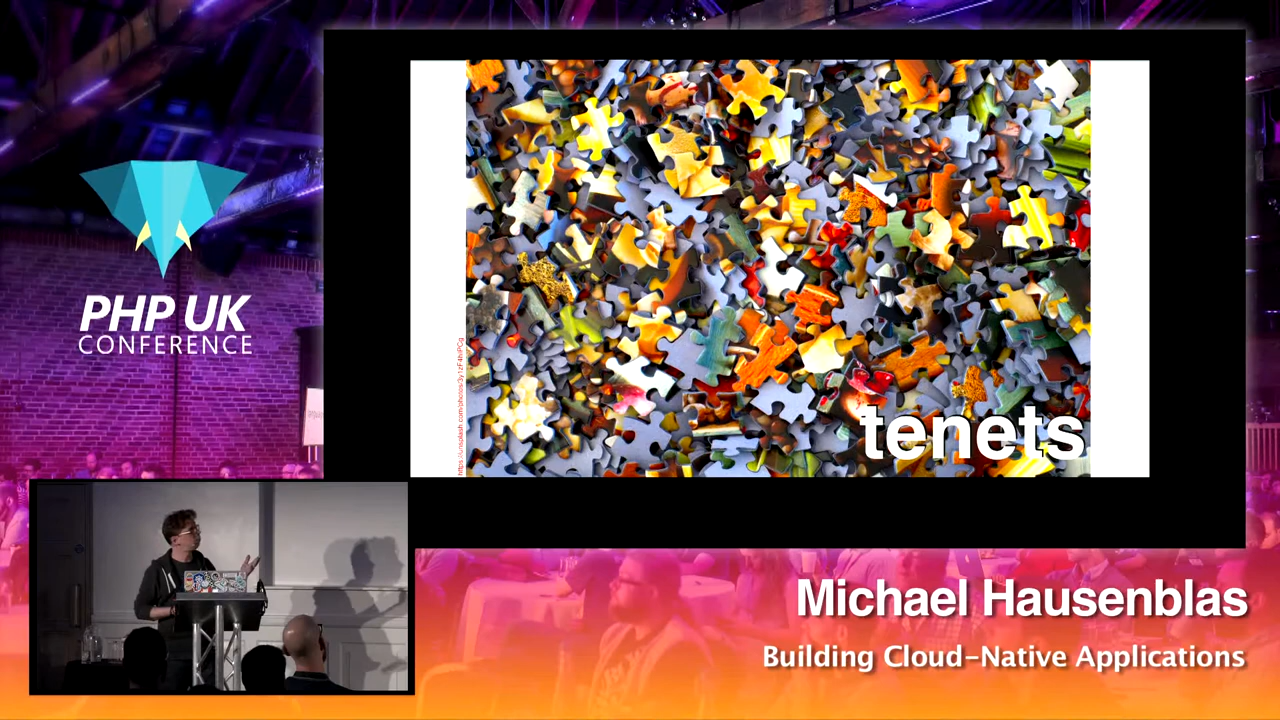 PHP UK
CONFERENCE
tenets
Michael Hausenblas
Building Cloud-Native Applications